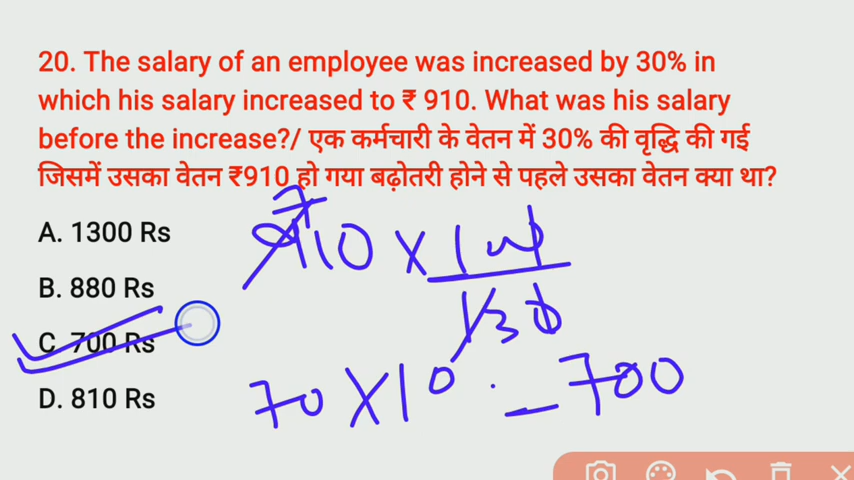 20. The salary of an employee was increased by 30% in
which his salary increased to ₹ 910. What was his salary
before the increase?/ एक कर्मचारी के वेतन में 30% की वृद्धि की गई
जिसमें उसका वेतन ₹910 हो गया बढ़ोतरी होने से पहले उसका वेतन क्या था?
7
A. 1300 Rs
910 × 100
B. 880 Rs
130
C. 700 Rs
70 × 10 = 700
D. 810 Rs